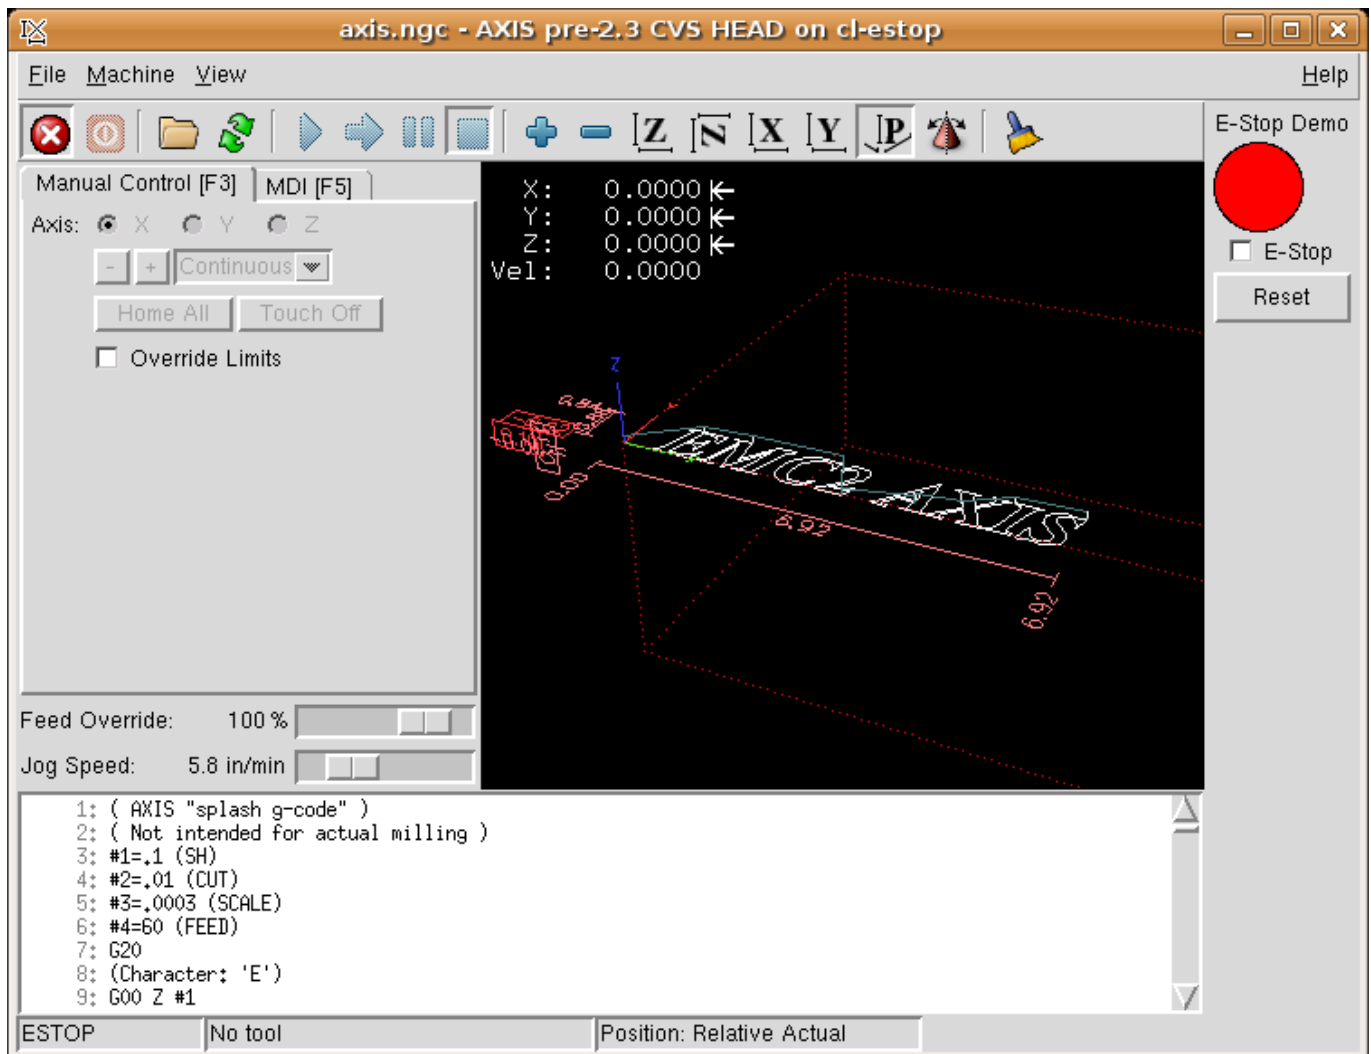 axis.ngc - AXIS pre-2.3 CVS HEAD on cl-estop
File Machine View Help
Z N X Y P
E-Stop Demo
Manual Control [F3] MDI [F5]
Axis: X Y Z
- + Continuous
Home All Touch Off
Override Limits
X: 0.0000
Y: 0.0000
Z: 0.0000
Vel: 0.0000
E-Stop
Reset
Z
EMC2 AXIS
0.00
6.92
6.92
Feed Override: 100 %
Jog Speed: 5.8 in/min
1: ( AXIS "splash g-code" )
2: ( Not intended for actual milling )
3: #1=.1 (SH)
4: #2=.01 (CUT)
5: #3=.0003 (SCALE)
6: #4=60 (FEED)
7: G20
8: (Character: 'E')
9: G00 Z #1
ESTOP No tool Position: Relative Actual